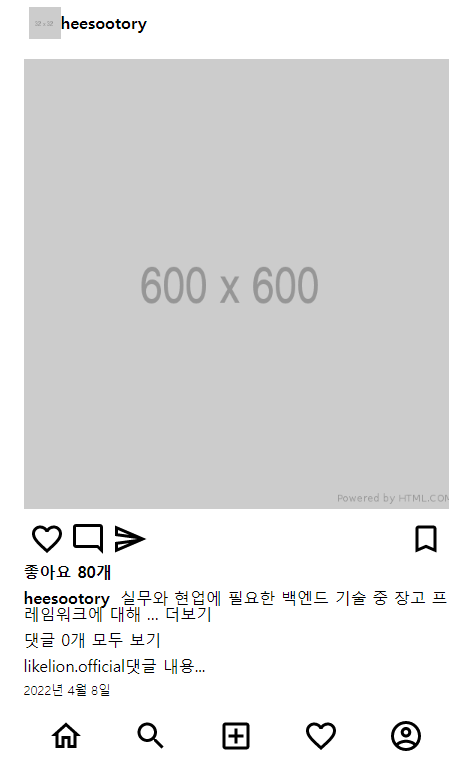 32 x 32
heesootory
600 x 600
Powered by HTML.COM
좋아요 80개
heesootory 실무와 현업에 필요한 백엔드 기술 중 장고 프
레임워크에 대해 ... 더보기
댓글 0개 모두 보기
likelion.official댓글 내용...
2022년 4월 8일